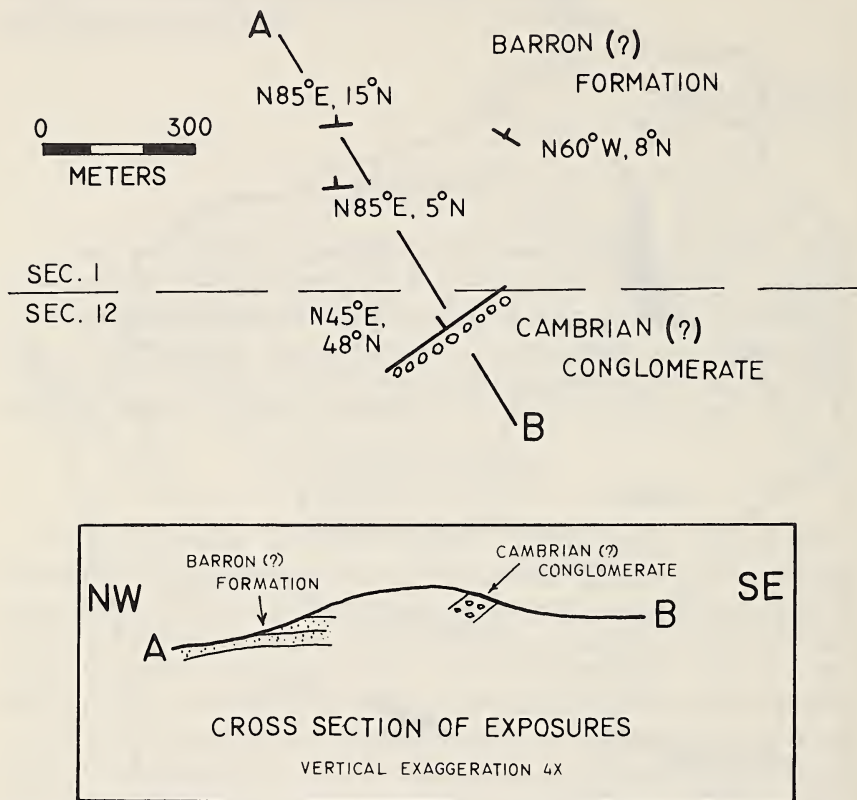 A
BARRON (?)
FORMATION
N85°E, 15°N
0 300
METERS
N60°W, 8°N
N85°E, 5°N
SEC. 1
SEC. 12
N45°E,
48°N
CAMBRIAN (?)
CONGLOMERATE
B
BARRON (?)
FORMATION
CAMBRIAN (?)
CONGLOMERATE
NW
SE
A
B
CROSS SECTION OF EXPOSURES
VERTICAL EXAGGERATION 4X